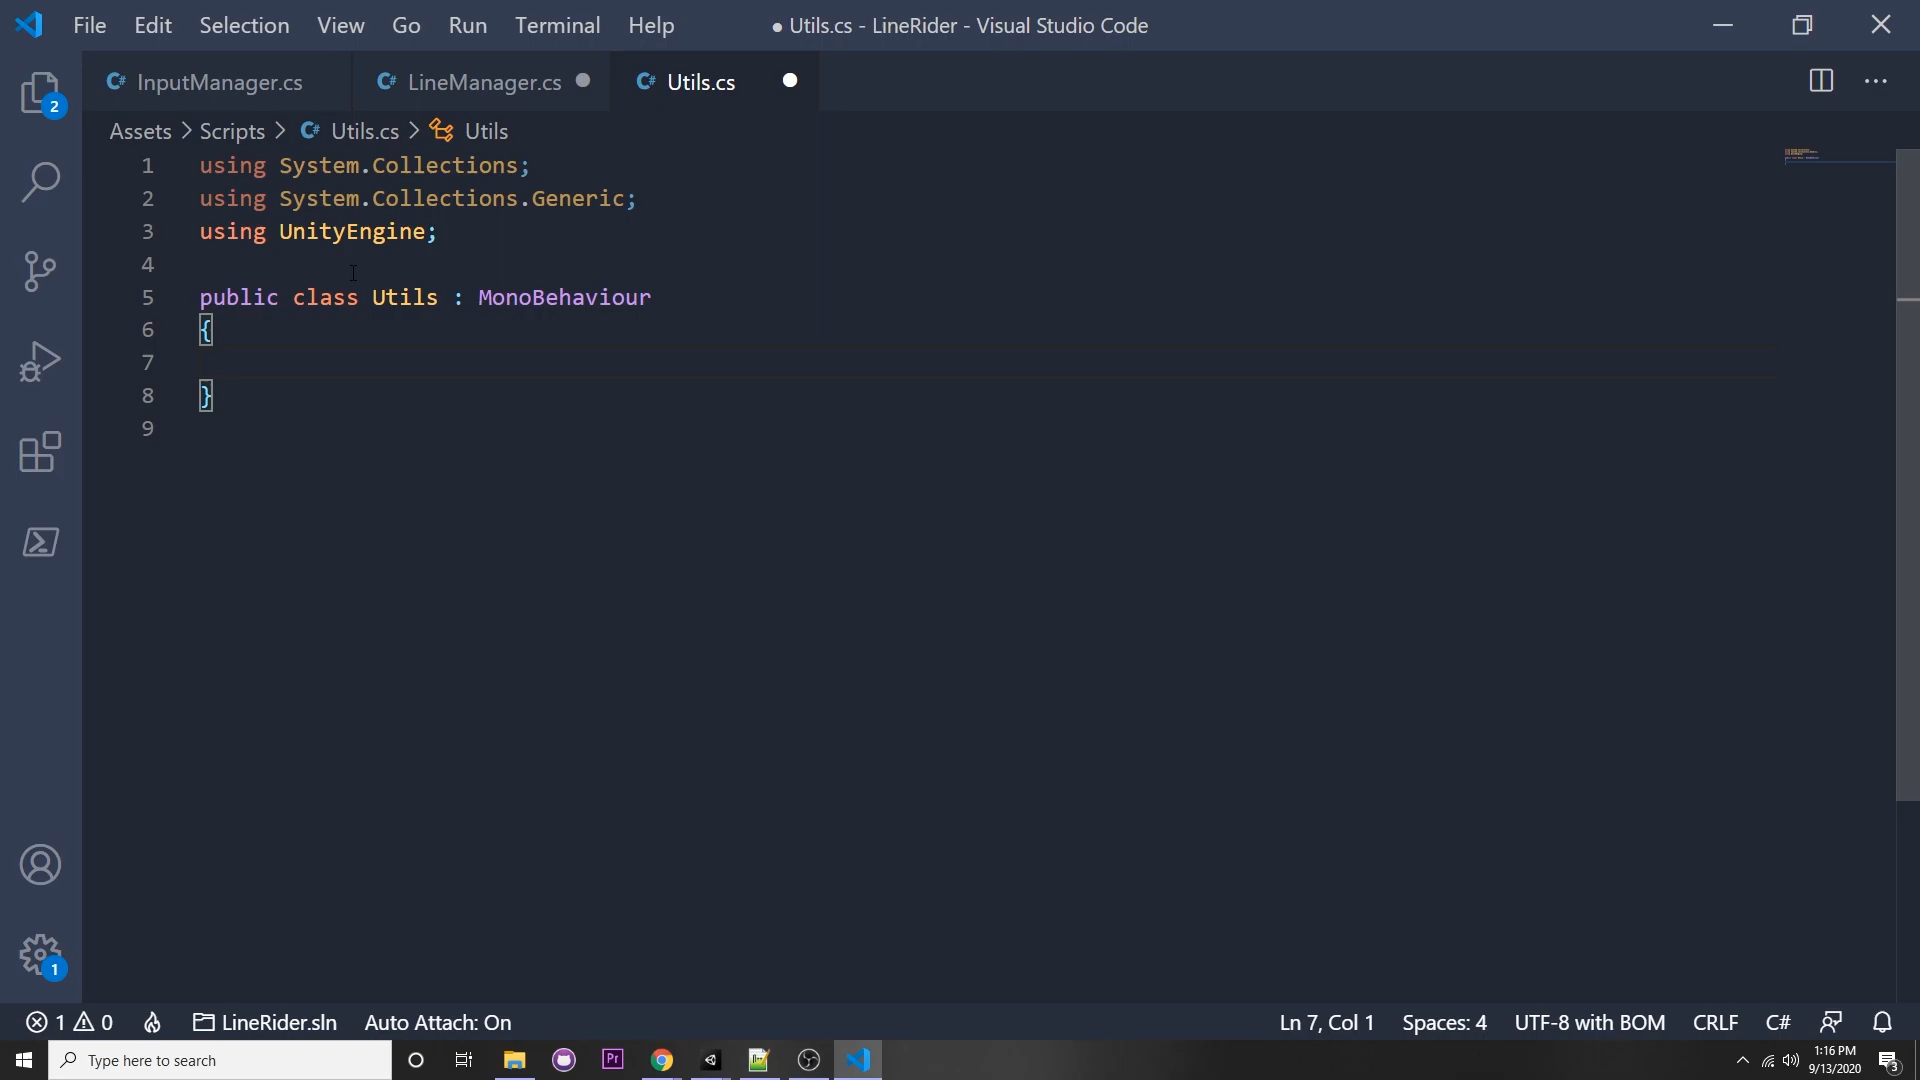 File Edit Selection View Go Run Terminal Help ● Utils.cs - LineRider - Visual Studio Code
InputManager.cs LineManager.cs Utils.cs
Assets > Scripts > Utils.cs > Utils
1 using System.Collections;
2 using System.Collections.Generic;
3 using UnityEngine;
4
5 public class Utils : MonoBehaviour
6 {
7
8 }
9
2
1
1 0 LineRider.sln Auto Attach: On Ln 7, Col 1 Spaces: 4 UTF-8 with BOM CRLF C#
Type here to search
1:16 PM
9/13/2020
3